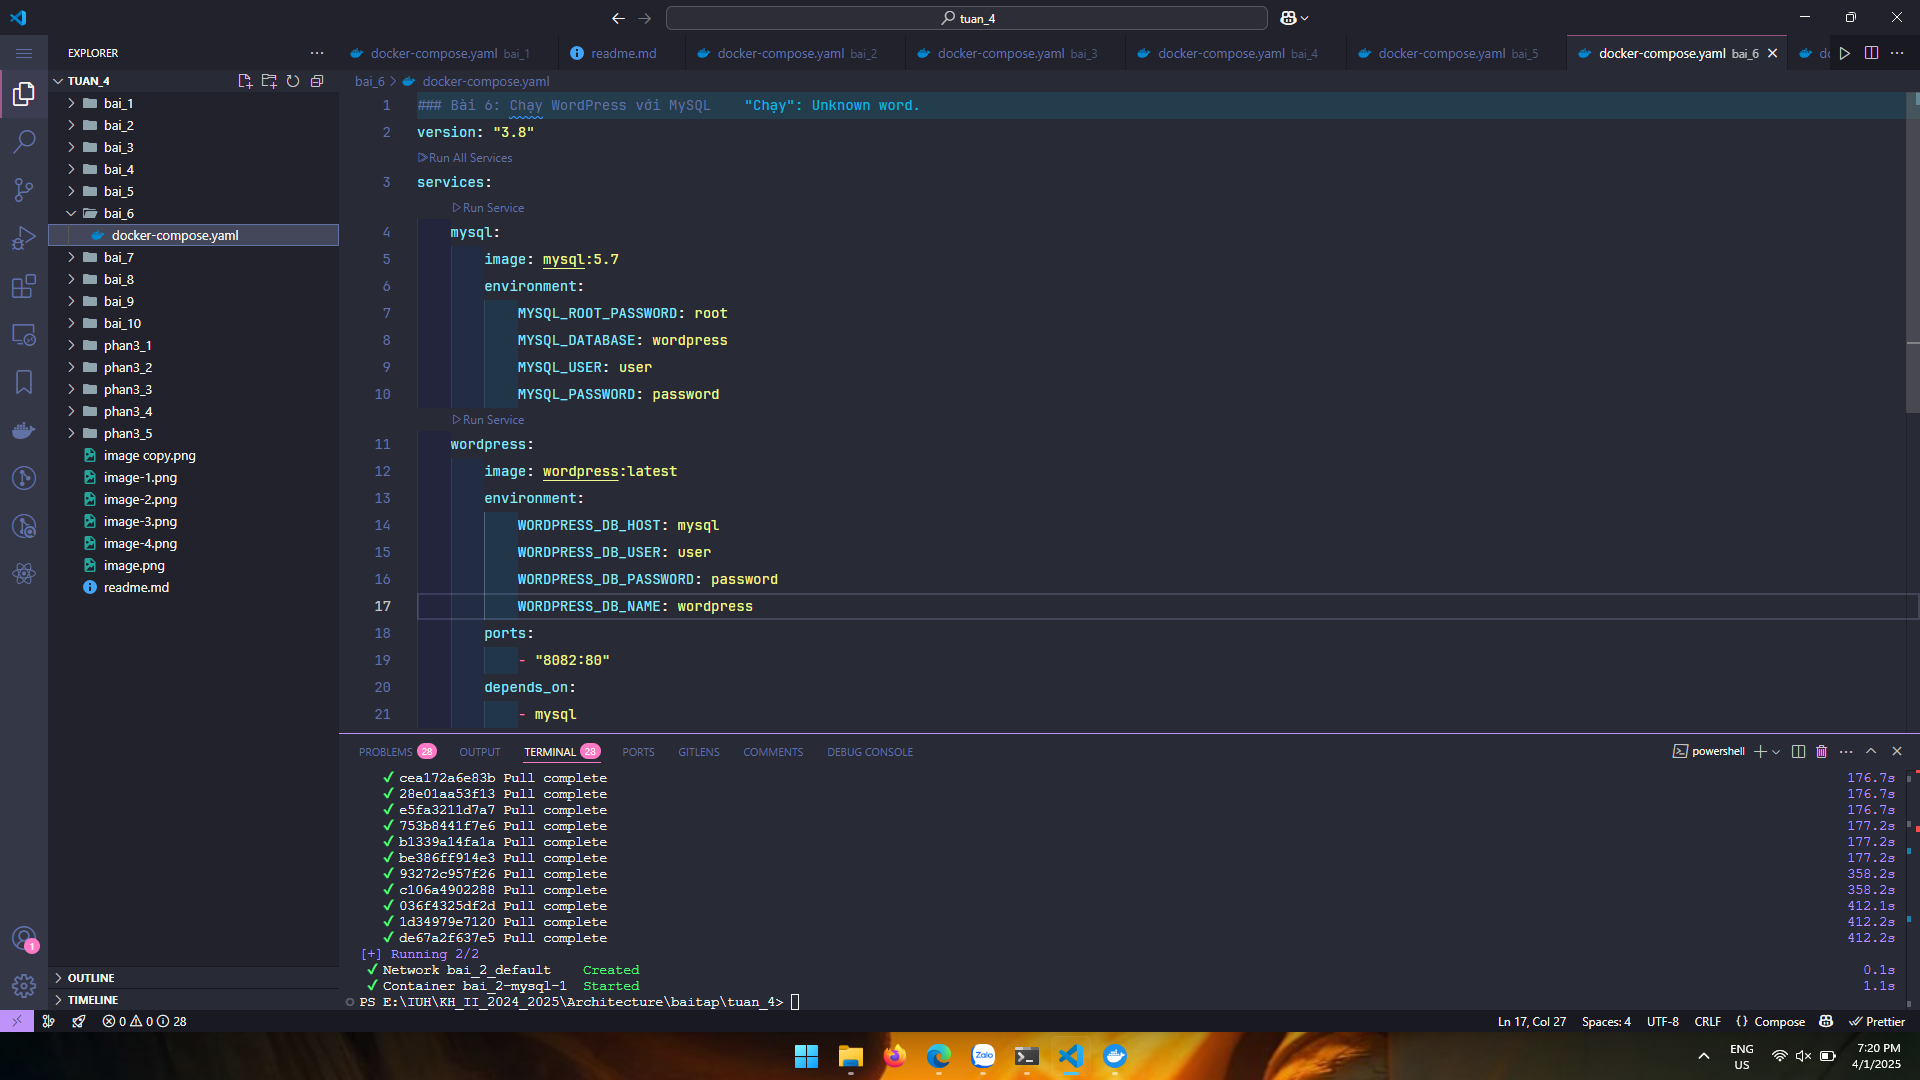 tuan_4
EXPLORER
docker-compose.yaml bai_1
readme.md
docker-compose.yaml bai_2
docker-compose.yaml bai_3
docker-compose.yaml bai_4
docker-compose.yaml bai_5
docker-compose.yaml bai_6
dc
TUAN_4
bai_1
bai_2
bai_3
bai_4
bai_5
bai_6
docker-compose.yaml
bai_7
bai_8
bai_9
bai_10
phan3_1
phan3_2
phan3_3
phan3_4
phan3_5
image copy.png
image-1.png
image-2.png
image-3.png
image-4.png
image.png
readme.md
OUTLINE
TIMELINE
1
bai_6 > docker-compose.yaml
1 ### Bài 6: Chạy WordPress với MySQL "Chạy": Unknown word.
2 version: "3.8"
Run All Services
3 services:
Run Service
4 mysql:
5 image: mysql:5.7
6 environment:
7 MYSQL_ROOT_PASSWORD: root
8 MYSQL_DATABASE: wordpress
9 MYSQL_USER: user
10 MYSQL_PASSWORD: password
Run Service
11 wordpress:
12 image: wordpress:latest
13 environment:
14 WORDPRESS_DB_HOST: mysql
15 WORDPRESS_DB_USER: user
16 WORDPRESS_DB_PASSWORD: password
17 WORDPRESS_DB_NAME: wordpress
18 ports:
19 - "8082:80"
20 depends_on:
21 - mysql
PROBLEMS 28 OUTPUT TERMINAL 28 PORTS GITLENS COMMENTS DEBUG CONSOLE powershell
✓ cea172a6e83b Pull complete 176.7s
✓ 28e01aa53f13 Pull complete 176.7s
✓ e5fa3211d7a7 Pull complete 176.7s
✓ 753b8441f7e6 Pull complete 177.2s
✓ b1339a14fa1a Pull complete 177.2s
✓ be386ff914e3 Pull complete 177.2s
✓ 93272c957f26 Pull complete 358.2s
✓ c106a4902288 Pull complete 358.2s
✓ 036f4325df2d Pull complete 412.1s
✓ 1d34979e7120 Pull complete 412.2s
✓ de67a2f637e5 Pull complete 412.2s
[+] Running 2/2
✓ Network bai_2_default Created 0.1s
✓ Container bai_2-mysql-1 Started 1.1s
PS E:\IUH\KH_II_2024_2025\Architecture\baitap\tuan_4>
0 0 28
Ln 17, Col 27 Spaces: 4 UTF-8 CRLF {} Compose Prettier
Zalo
ENG
US
7:20 PM
4/1/2025